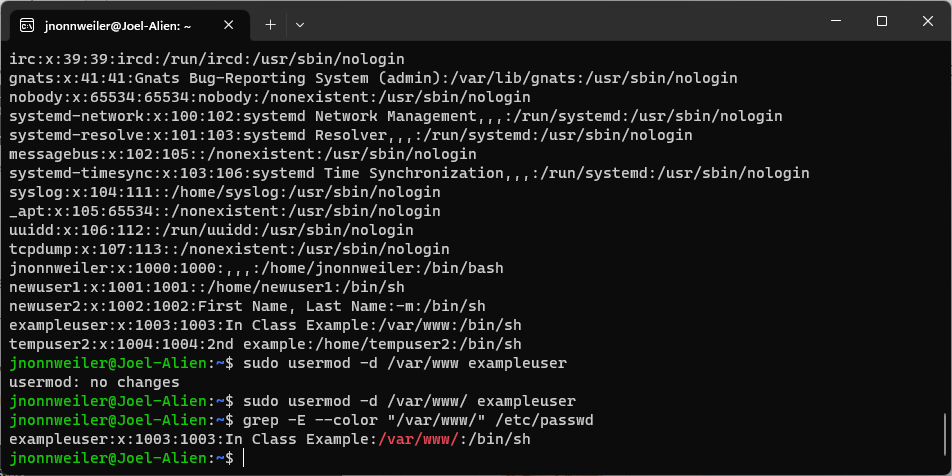 jnonnweiler@Joel-Alien: ~
irc:x:39:39:ircd:/run/ircd:/usr/sbin/nologin
gnats:x:41:41:Gnats Bug-Reporting System (admin):/var/lib/gnats:/usr/sbin/nologin
nobody:x:65534:65534:nobody:/nonexistent:/usr/sbin/nologin
systemd-network:x:100:102:systemd Network Management,,,:/run/systemd:/usr/sbin/nologin
systemd-resolve:x:101:103:systemd Resolver,,,:/run/systemd:/usr/sbin/nologin
messagebus:x:102:105::/nonexistent:/usr/sbin/nologin
systemd-timesync:x:103:106:systemd Time Synchronization,,,:/run/systemd:/usr/sbin/nologin
syslog:x:104:111::/home/syslog:/usr/sbin/nologin
_apt:x:105:65534::/nonexistent:/usr/sbin/nologin
uuidd:x:106:112::/run/uuidd:/usr/sbin/nologin
tcpdump:x:107:113::/nonexistent:/usr/sbin/nologin
jnonnweiler:x:1000:1000:,,,:/home/jnonnweiler:/bin/bash
newuser1:x:1001:1001::/home/newuser1:/bin/sh
newuser2:x:1002:1002:First Name, Last Name:-m:/bin/sh
exampleuser:x:1003:1003:In Class Example:/var/www:/bin/sh
tempuser2:x:1004:1004:2nd example:/home/tempuser2:/bin/sh
jnonnweiler@Joel-Alien:~$ sudo usermod -d /var/www exampleuser
usermod: no changes
jnonnweiler@Joel-Alien:~$ sudo usermod -d /var/www/ exampleuser
jnonnweiler@Joel-Alien:~$ grep -E --color "/var/www/" /etc/passwd
exampleuser:x:1003:1003:In Class Example:/var/www/:/bin/sh
jnonnweiler@Joel-Alien:~$